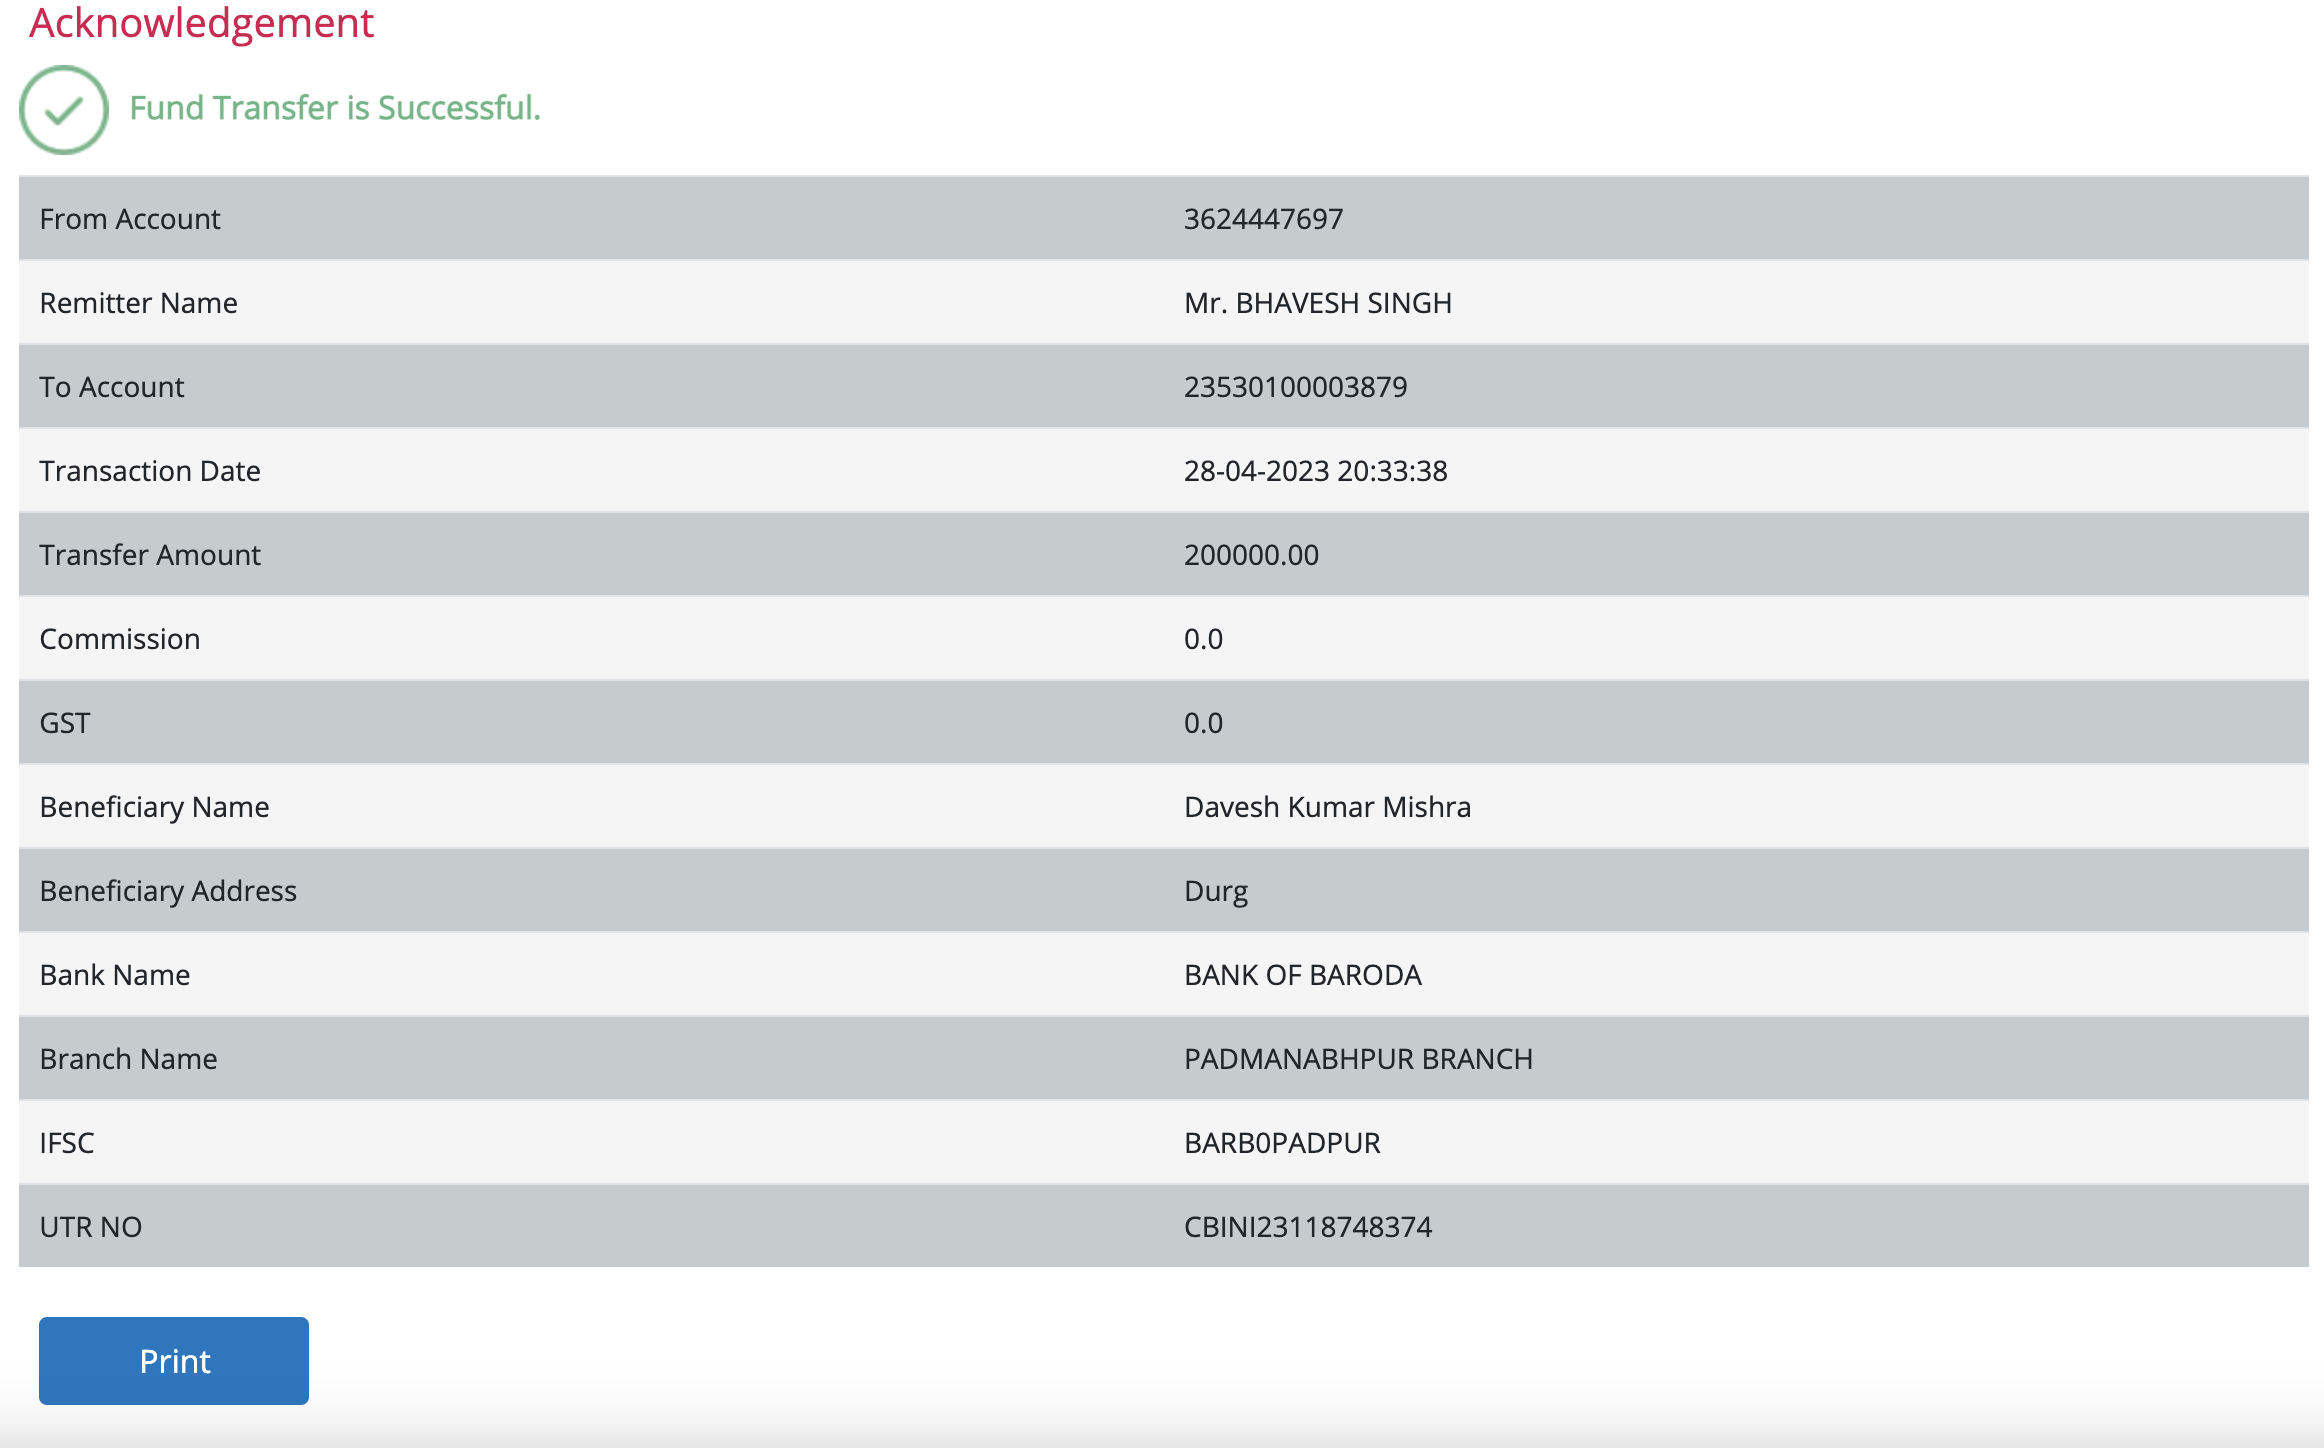 Acknowledgement
Fund Transfer is Successful.
From Account 3624447697
Remitter Name Mr. BHAVESH SINGH
To Account 23530100003879
Transaction Date 28-04-2023 20:33:38
Transfer Amount 200000.00
Commission 0.0
GST 0.0
Beneficiary Name Davesh Kumar Mishra
Beneficiary Address Durg
Bank Name BANK OF BARODA
Branch Name PADMANABHPUR BRANCH
IFSC BARB0PADPUR
UTR NO CBINI23118748374
Print